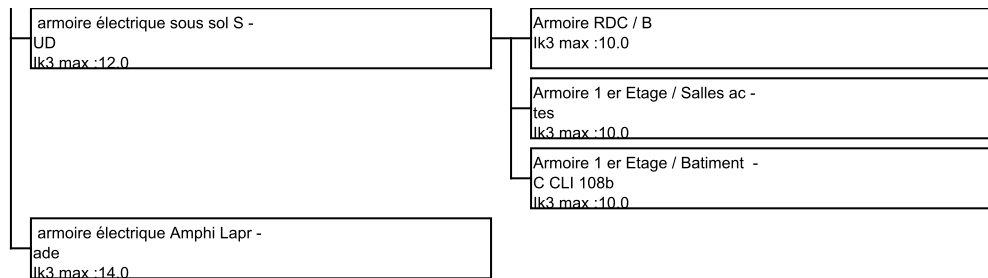 armoire électrique sous sol S -
UD
Ik3 max :12.0
Armoire RDC / B
Ik3 max :10.0
Armoire 1 er Etage / Salles ac -
tes
Ik3 max :10.0
Armoire 1 er Etage / Batiment -
C CLI 108b
Ik3 max :10.0
armoire électrique Amphi Lapr -
ade
Ik3 max :14.0